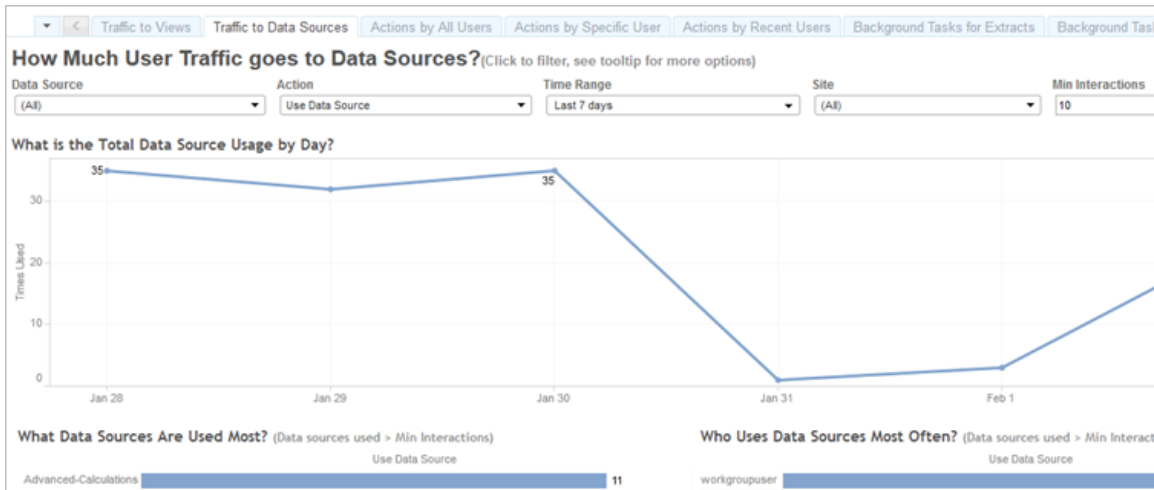 Traffic to Views Traffic to Data Sources Actions by All Users Actions by Specific User Actions by Recent Users Background Tasks for Extracts Background Tas
How Much User Traffic goes to Data Sources?(Click to filter, see tooltip for more options)
Data Source Action Time Range Site Min Interactions
(All) Use Data Source Last 7 days (All) 10
What is the Total Data Source Usage by Day?
35
35
30
20
10
0
Times Used
Jan 28 Jan 29 Jan 30 Jan 31 Feb 1
What Data Sources Are Used Most? (Data sources used > Min Interactions) Who Uses Data Sources Most Often? (Data sources used > Min Interact
Use Data Source Use Data Source
Advanced-Calculations 11 workgroupuser